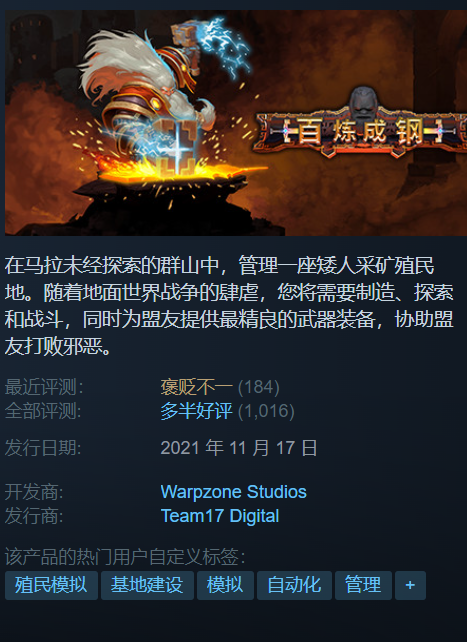 百炼成钢
在马拉未经探索的群山中，管理一座矮人采矿殖民
地。随着地面世界战争的肆虐，您将需要制造、探索
和战斗，同时为盟友提供最精良的武器装备，协助盟
友打败邪恶。
最近评测： 褒贬不一 (184)
全部评测: 多半好评 (1,016)
发行日期: 2021 年 11 月 17 日
开发商: Warpzone Studios
发行商: Team17 Digital
该产品的热门用户自定义标签：
殖民模拟 基地建设 模拟 自动化 管理 +